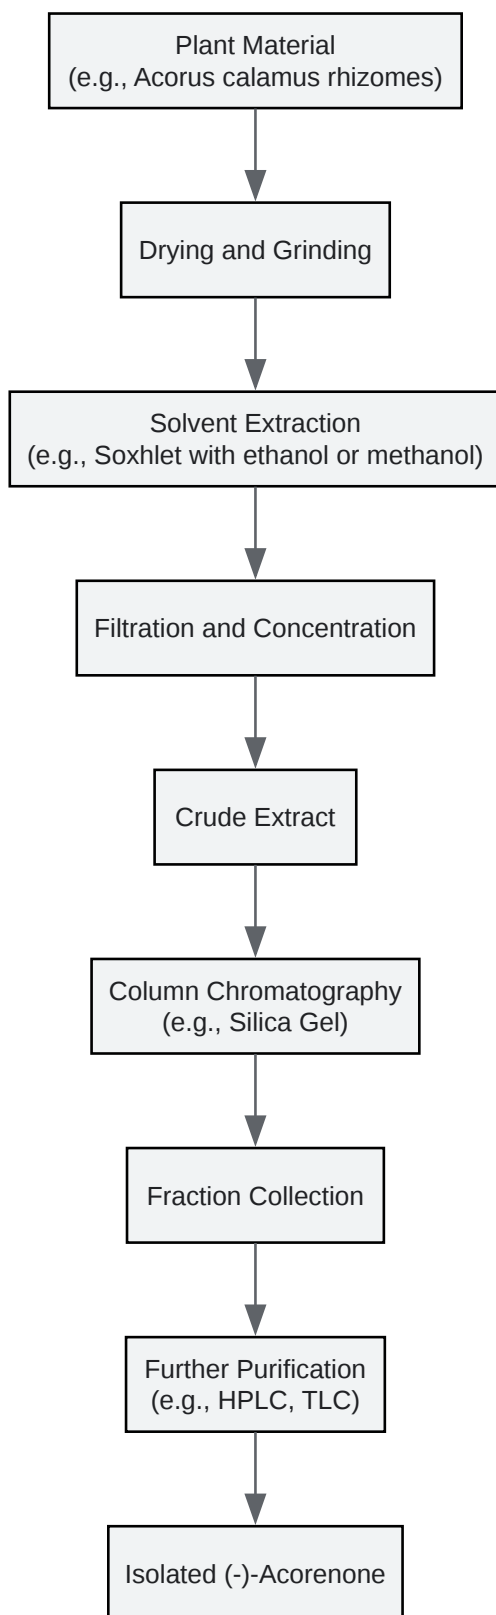 Plant Material
(e.g., Acorus calamus rhizomes)
Drying and Grinding
Solvent Extraction
(e.g., Soxhlet with ethanol or methanol)
Filtration and Concentration
Crude Extract
Column Chromatography
(e.g., Silica Gel)
Fraction Collection
Further Purification
(e.g., HPLC, TLC)
Isolated (-)-Acorenone